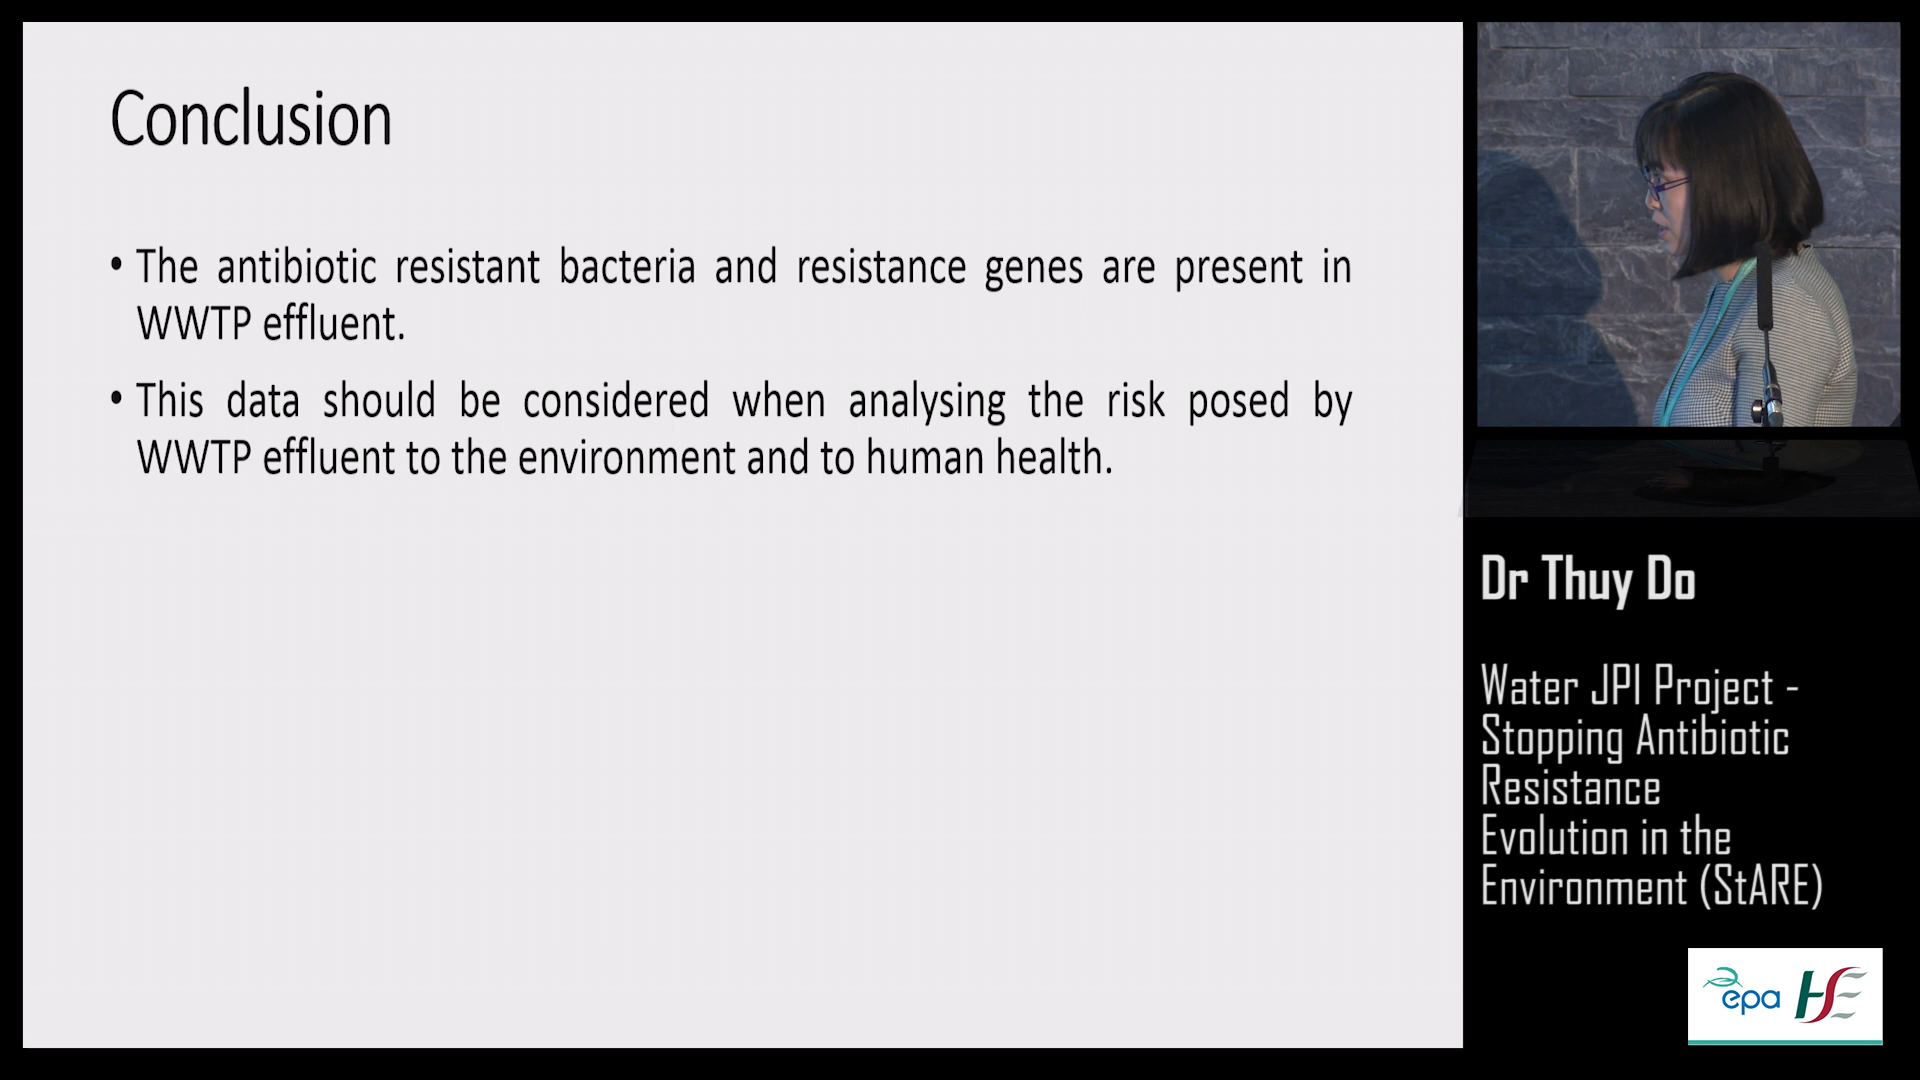 Conclusion
• The antibiotic resistant bacteria and resistance genes are present in
WWTP effluent.
• This data should be considered when analysing the risk posed by
WWTP effluent to the environment and to human health.
Dr Thuy Do
Water JPI Project -
Stopping Antibiotic
Resistance
Evolution in the
Environment (StARE)
epa HSE